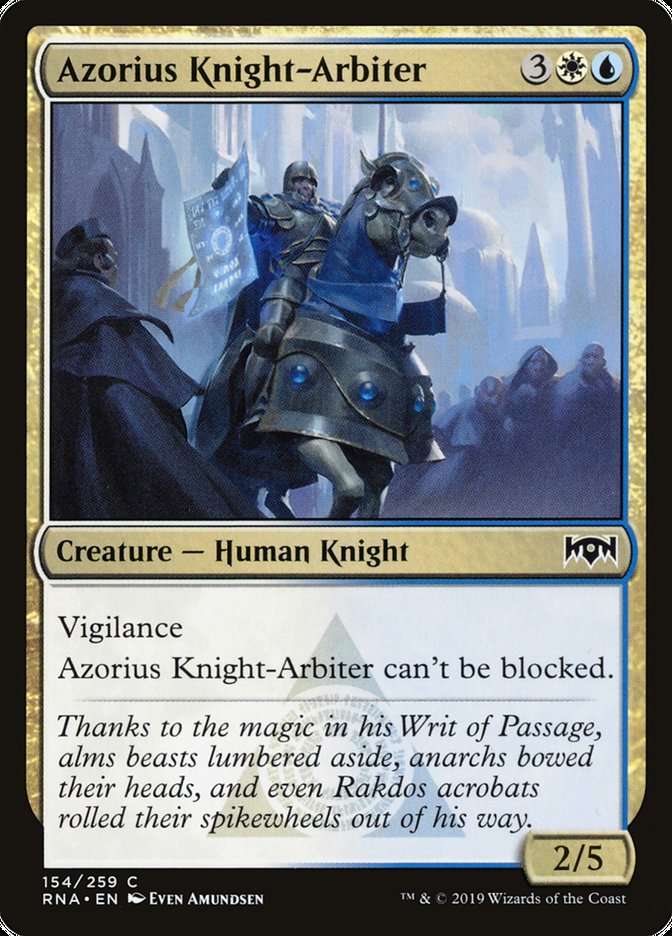 Azorius Knight-Arbiter 3
Creature — Human Knight
Vigilance
Azorius Knight-Arbiter can't be blocked.
Thanks to the magic in his Writ of Passage,
alms beasts lumbered aside, anarchs bowed
their heads, and even Rakdos acrobats
rolled their spikewheels out of his way.
2/5
154/259 C
RNA • EN Even Amundsen
™ & © 2019 Wizards of the Coast